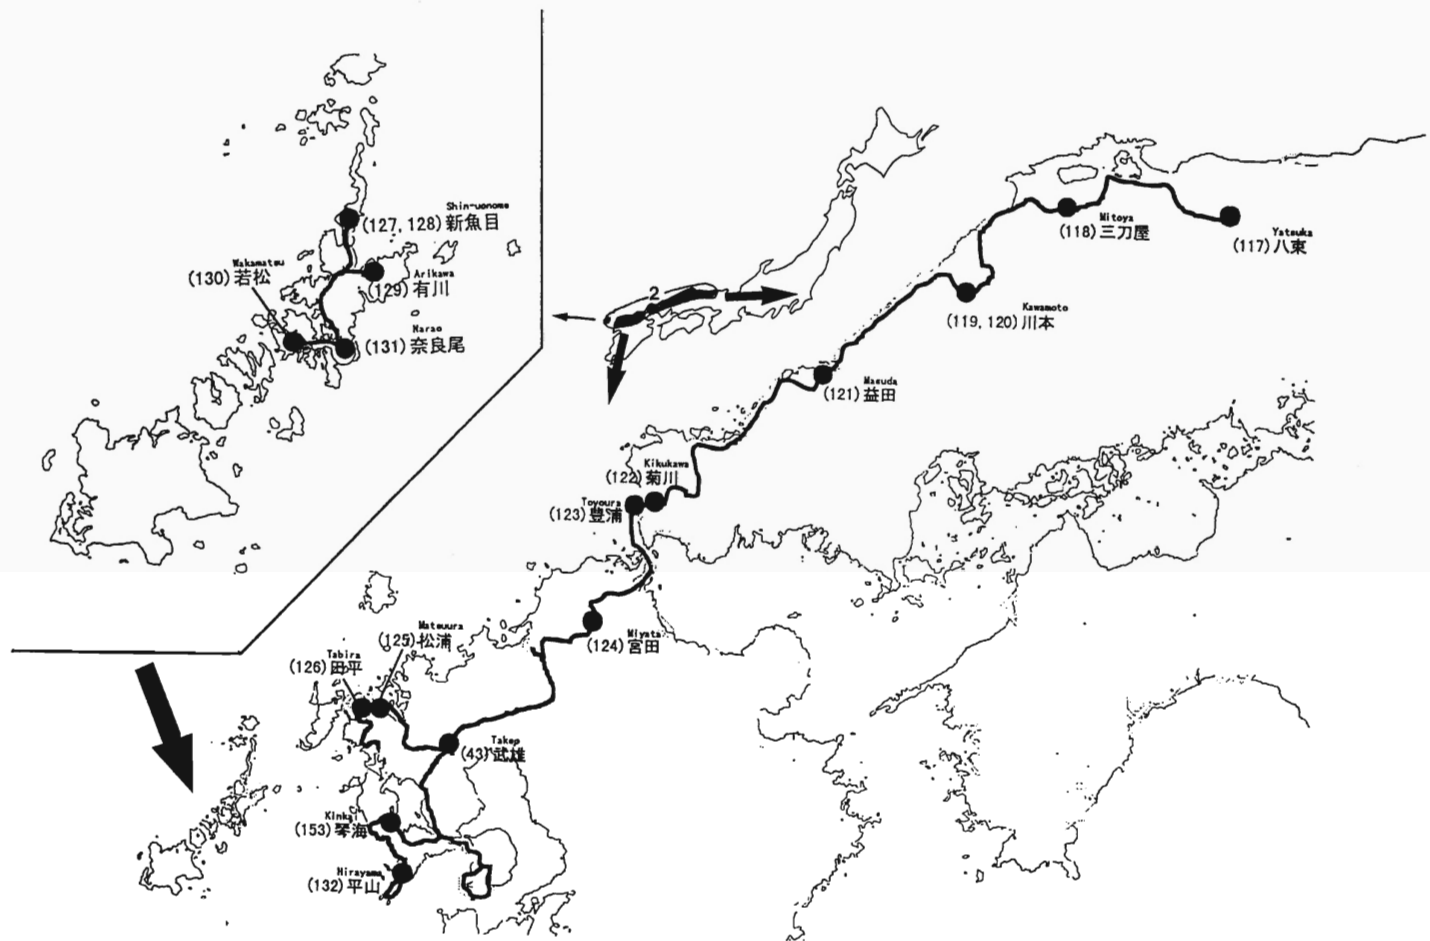 Shin-uonome
(127, 128) 新魚目
Wakamatsu
(130) 若松
Arikawa
(129) 有川
Narao
(131) 奈良尾
2
Mitoya
(118) 三刀屋
Yatsuka
(117) 八束
Kawamoto
(119, 120) 川本
Masuda
(121) 益田
Kikukawa
(122) 菊川
Toyoura
(123) 豊浦
Miyata
(124) 宮田
Matsuura
(125) 松浦
Tabira
(126) 田平
Takeo
(43) 武雄
Kinkai
(153) 琴海
Hirayama
(132) 平山